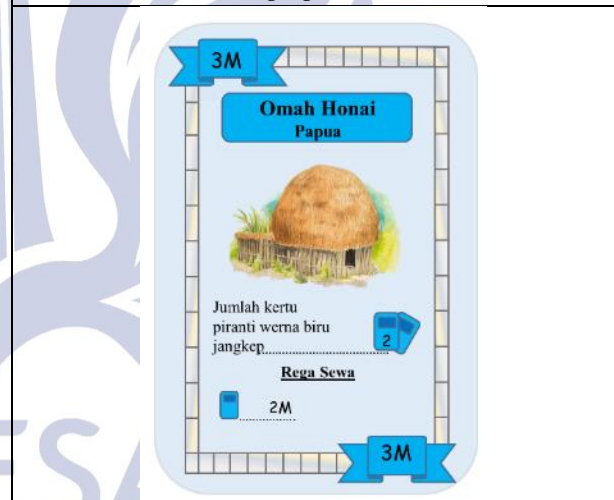 3M
Omah Honai
Papua
Jumlah kertu
piranti werna biru
jangkep
2
Rega Sewa
2M
3M